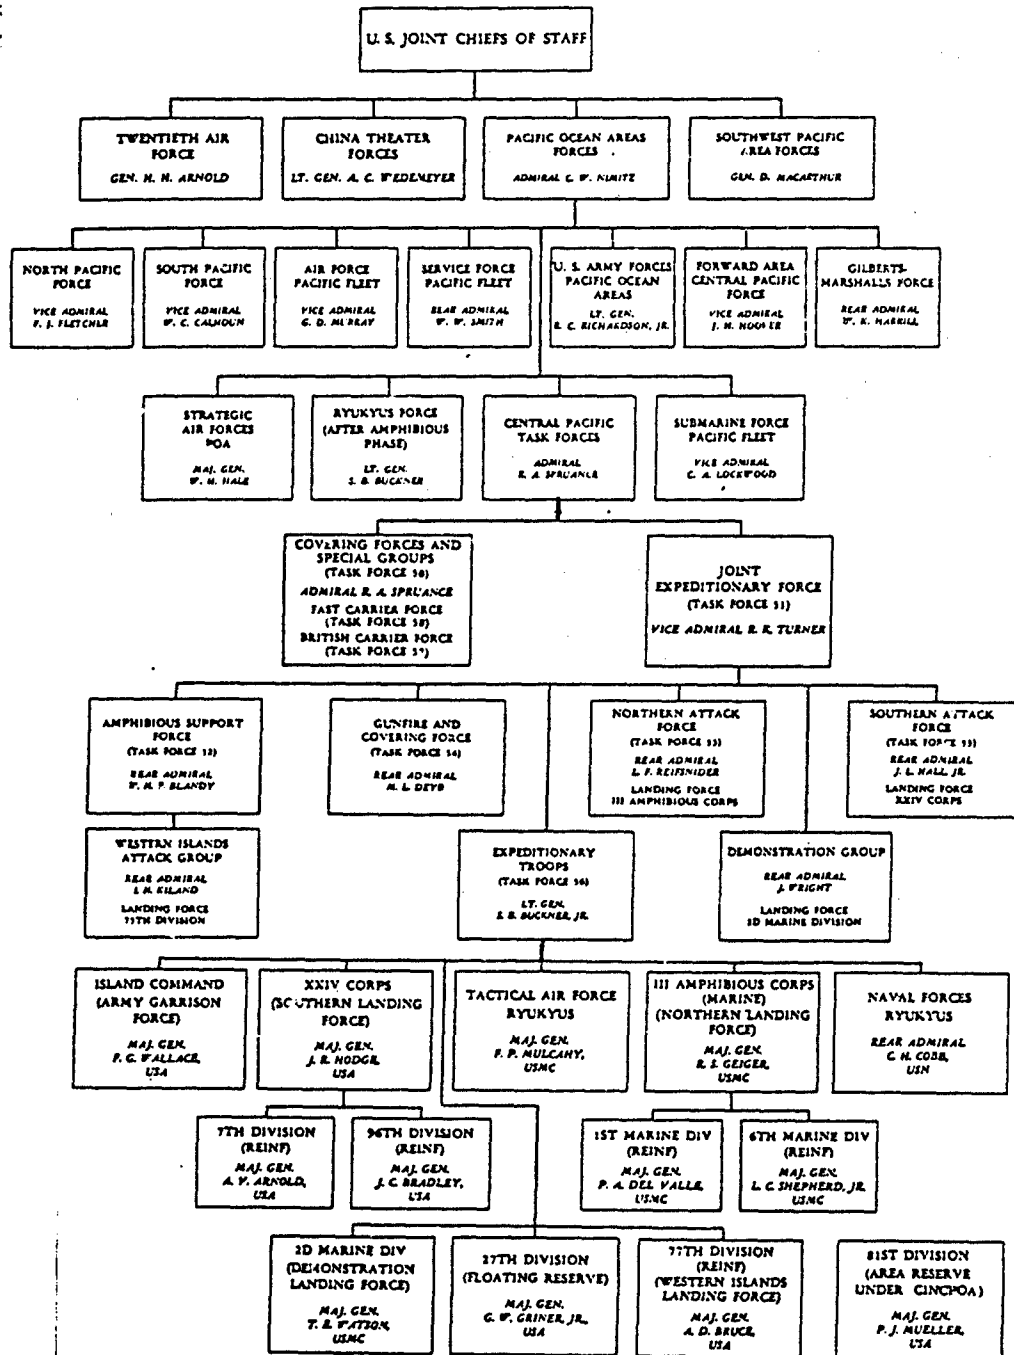 U. S. JOINT CHIEFS OF STAFF
TWENTIETH AIR
FORCE
GEN. H. H. ARNOLD
CHINA THEATER
FORCES
LT. GEN. A. C. WEDEMEYER
PACIFIC OCEAN AREAS
FORCES
ADMIRAL C. W. NIMITZ
SOUTHWEST PACIFIC
AREA FORCES
GEN. D. MACARTHUR
NORTH PACIFIC
FORCE
VICE ADMIRAL
F. J. FLETCHER
SOUTH PACIFIC
FORCE
VICE ADMIRAL
W. C. CALHOUN
AIR FORCE
PACIFIC FLEET
VICE ADMIRAL
G. D. MURRAY
SERVICE FORCE
PACIFIC FLEET
REAR ADMIRAL
W. W. SMITH
U. S. ARMY FORCES
PACIFIC OCEAN
AREAS
LT. GEN.
R. C. RICHARDSON, JR.
FORWARD AREA
CENTRAL PACIFIC
FORCE
VICE ADMIRAL
J. H. HOOVER
GILBERTS-
MARSHALLS FORCE
REAR ADMIRAL
W. K. HARRILL
STRATEGIC
AIR FORCES
POA
MAJ. GEN.
W. H. HALE
RYUKYUS FORCE
(AFTER AMPHIBIOUS
PHASE)
LT. GEN.
S. B. BUCKNER
CENTRAL PACIFIC
TASK FORCES
ADMIRAL
R. A. SPRUANCE
SUBMARINE FORCE
PACIFIC FLEET
VICE ADMIRAL
C. A. LOCKWOOD
COVERING FORCES AND
SPECIAL GROUPS
(TASK FORCE 50)
ADMIRAL R. A. SPRUANCE
FAST CARRIER FORCE
(TASK FORCE 58)
BRITISH CARRIER FORCE
(TASK FORCE 57)
JOINT
EXPEDITIONARY FORCE
(TASK FORCE 51)
VICE ADMIRAL R. K. TURNER
AMPHIBIOUS SUPPORT
FORCE
(TASK FORCE 52)
REAR ADMIRAL
W. H. P. BLANDY
GUNFIRE AND
COVERING FORCE
(TASK FORCE 54)
REAR ADMIRAL
M. L. DEYO
NORTHERN ATTACK
FORCE
(TASK FORCE 53)
REAR ADMIRAL
L. F. REIFSNIDER
LANDING FORCE
III AMPHIBIOUS CORPS
SOUTHERN ATTACK
FORCE
(TASK FORCE 55)
REAR ADMIRAL
J. L. HALL, JR.
LANDING FORCE
XXIV CORPS
WESTERN ISLANDS
ATTACK GROUP
REAR ADMIRAL
I. N. KILAND
LANDING FORCE
77TH DIVISION
EXPEDITIONARY
TROOPS
(TASK FORCE 56)
LT. GEN.
S. B. BUCKNER, JR.
DEMONSTRATION GROUP
REAR ADMIRAL
J. WRIGHT
LANDING FORCE
2D MARINE DIVISION
ISLAND COMMAND
(ARMY GARRISON
FORCE)
MAJ. GEN.
F. G. WALLACE,
USA
XXIV CORPS
(SOUTHERN LANDING
FORCE)
MAJ. GEN.
J. R. HODGE,
USA
TACTICAL AIR FORCE
RYUKYUS
MAJ. GEN.
F. P. MULCAHY,
USMC
III AMPHIBIOUS CORPS
(MARINE)
(NORTHERN LANDING
FORCE)
MAJ. GEN.
R. S. GEIGER,
USMC
NAVAL FORCES
RYUKYUS
REAR ADMIRAL
C. H. COBB,
USN
7TH DIVISION
(REINF)
MAJ. GEN.
A. V. ARNOLD,
USA
96TH DIVISION
(REINF)
MAJ. GEN.
J. C. BRADLEY,
USA
1ST MARINE DIV
(REINF)
MAJ. GEN.
P. A. DEL VALLE,
USMC
6TH MARINE DIV
(REINF)
MAJ. GEN.
L. C. SHEPHERD, JR.
USMC
2D MARINE DIV
(DEMONSTRATION
LANDING FORCE)
MAJ. GEN.
T. E. WATSON,
USMC
27TH DIVISION
(FLOATING RESERVE)
MAJ. GEN.
G. W. GRINER, JR.,
USA
77TH DIVISION
(REINF)
(WESTERN ISLANDS
LANDING FORCE)
MAJ. GEN.
A. D. BRUCE,
USA
81ST DIVISION
(AREA RESERVE
UNDER CINCPOA)
MAJ. GEN.
P. J. MUELLER,
USA